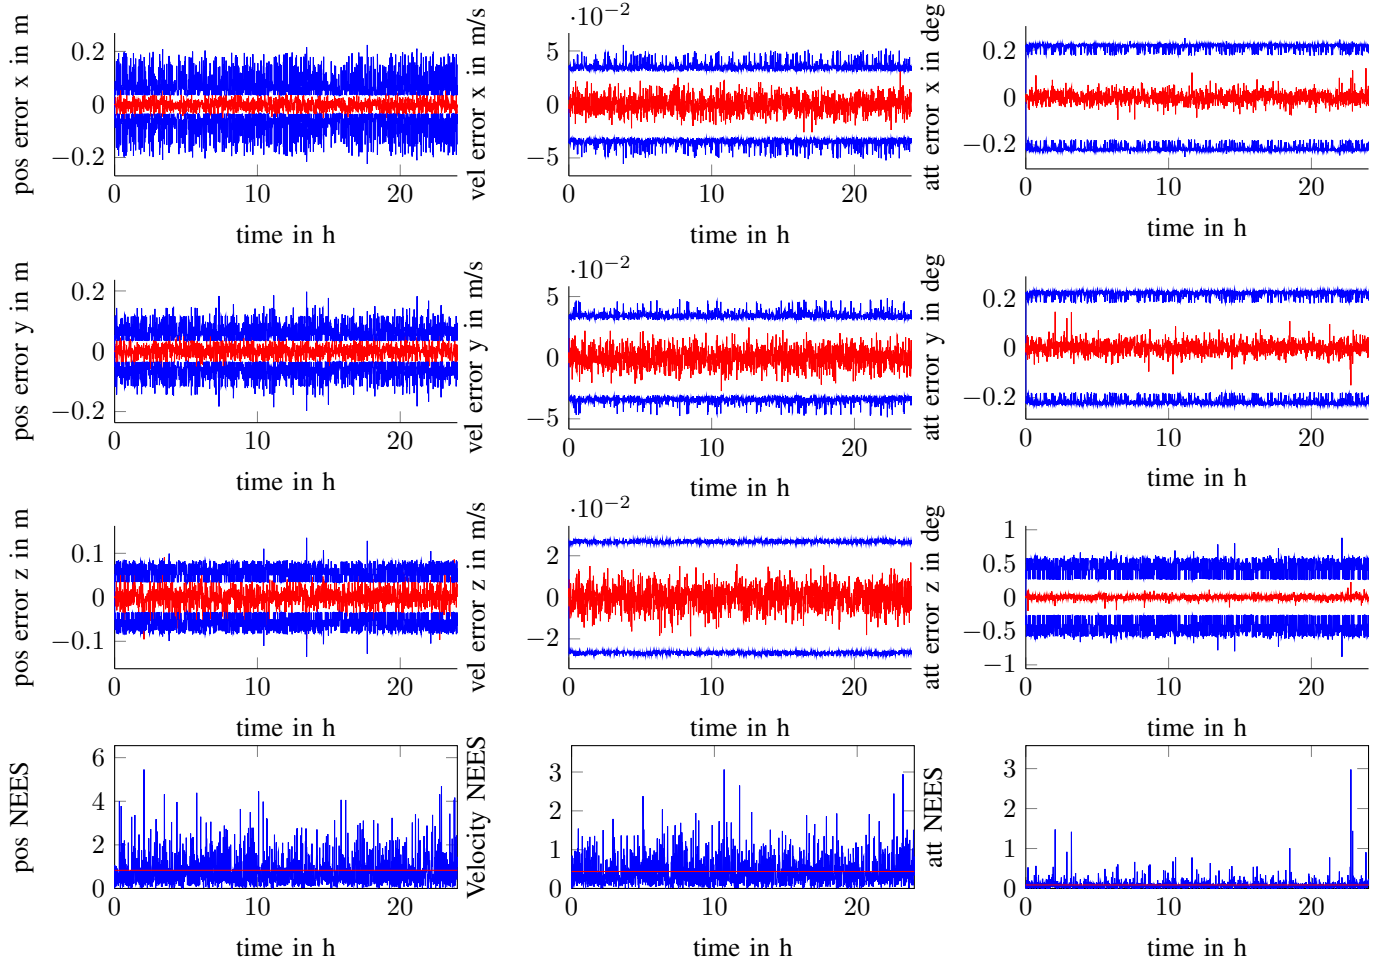 pos error x in m
0.2
0
−0.2
0 10 20
time in h
vel error x in m/s
·10−2
5
0
−5
0 10 20
time in h
att error x in deg
0.2
0
−0.2
0 10 20
time in h
pos error y in m
0.2
0
−0.2
0 10 20
time in h
vel error y in m/s
·10−2
5
0
−5
0 10 20
time in h
att error y in deg
0.2
0
−0.2
0 10 20
time in h
pos error z in m
0.1
0
−0.1
0 10 20
time in h
vel error z in m/s
·10−2
2
0
−2
0 10 20
time in h
att error z in deg
1
0.5
0
−0.5
−1
0 10 20
time in h
pos NEES
6
4
2
0
0 10 20
time in h
Velocity NEES
3
2
1
0
0 10 20
time in h
att NEES
3
2
1
0
0 10 20
time in h